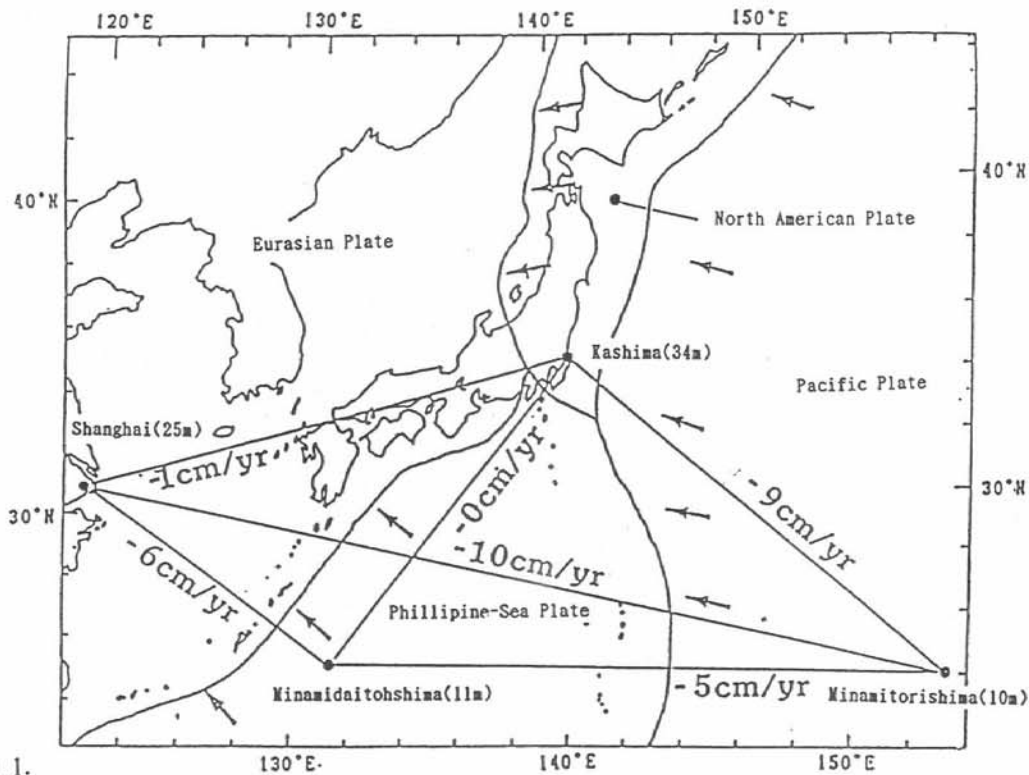 120°E 130°E 140°E 150°E
40°N 40°N
North American Plate
Eurasian Plate
Kashima(34m)
Pacific Plate
Shanghai(25m)
-1cm/yr
-0cm/yr
-9cm/yr
30°N 30°N
-10cm/yr
-6cm/yr
Phillipine-Sea Plate
-5cm/yr
Minamidaitohshima(11m) Minamitorishima(10m)
130°E 140°E 150°E
1.